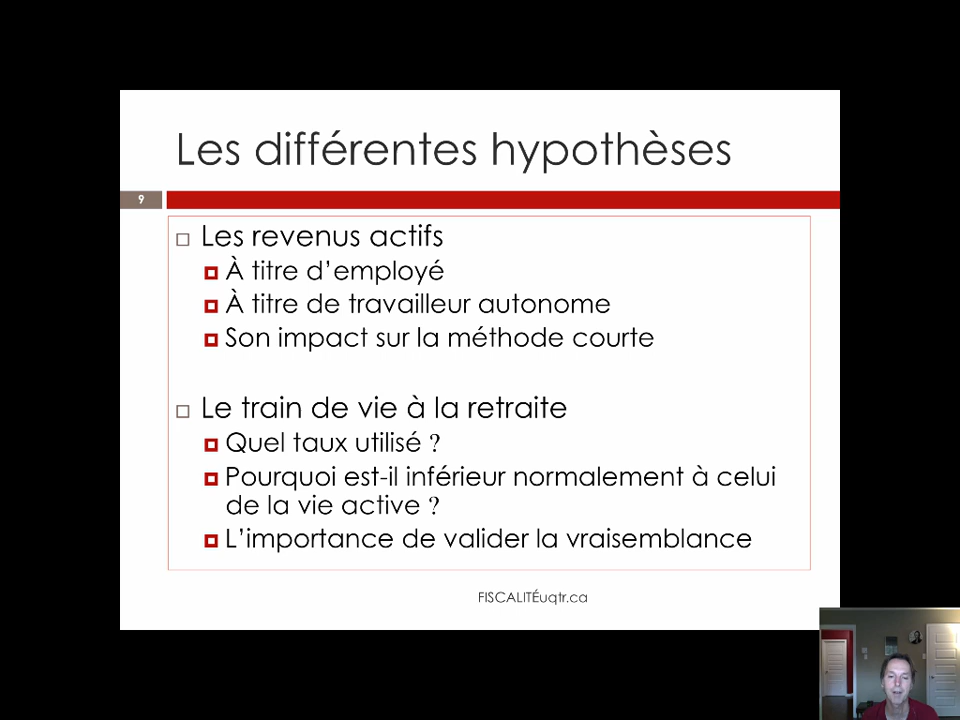 Les différentes hypothèses
9
Les revenus actifs
À titre d’employé
À titre de travailleur autonome
Son impact sur la méthode courte
Le train de vie à la retraite
Quel taux utilisé ?
Pourquoi est-il inférieur normalement à celui
de la vie active ?
L’importance de valider la vraisemblance
FISCALITÉuqtr.ca